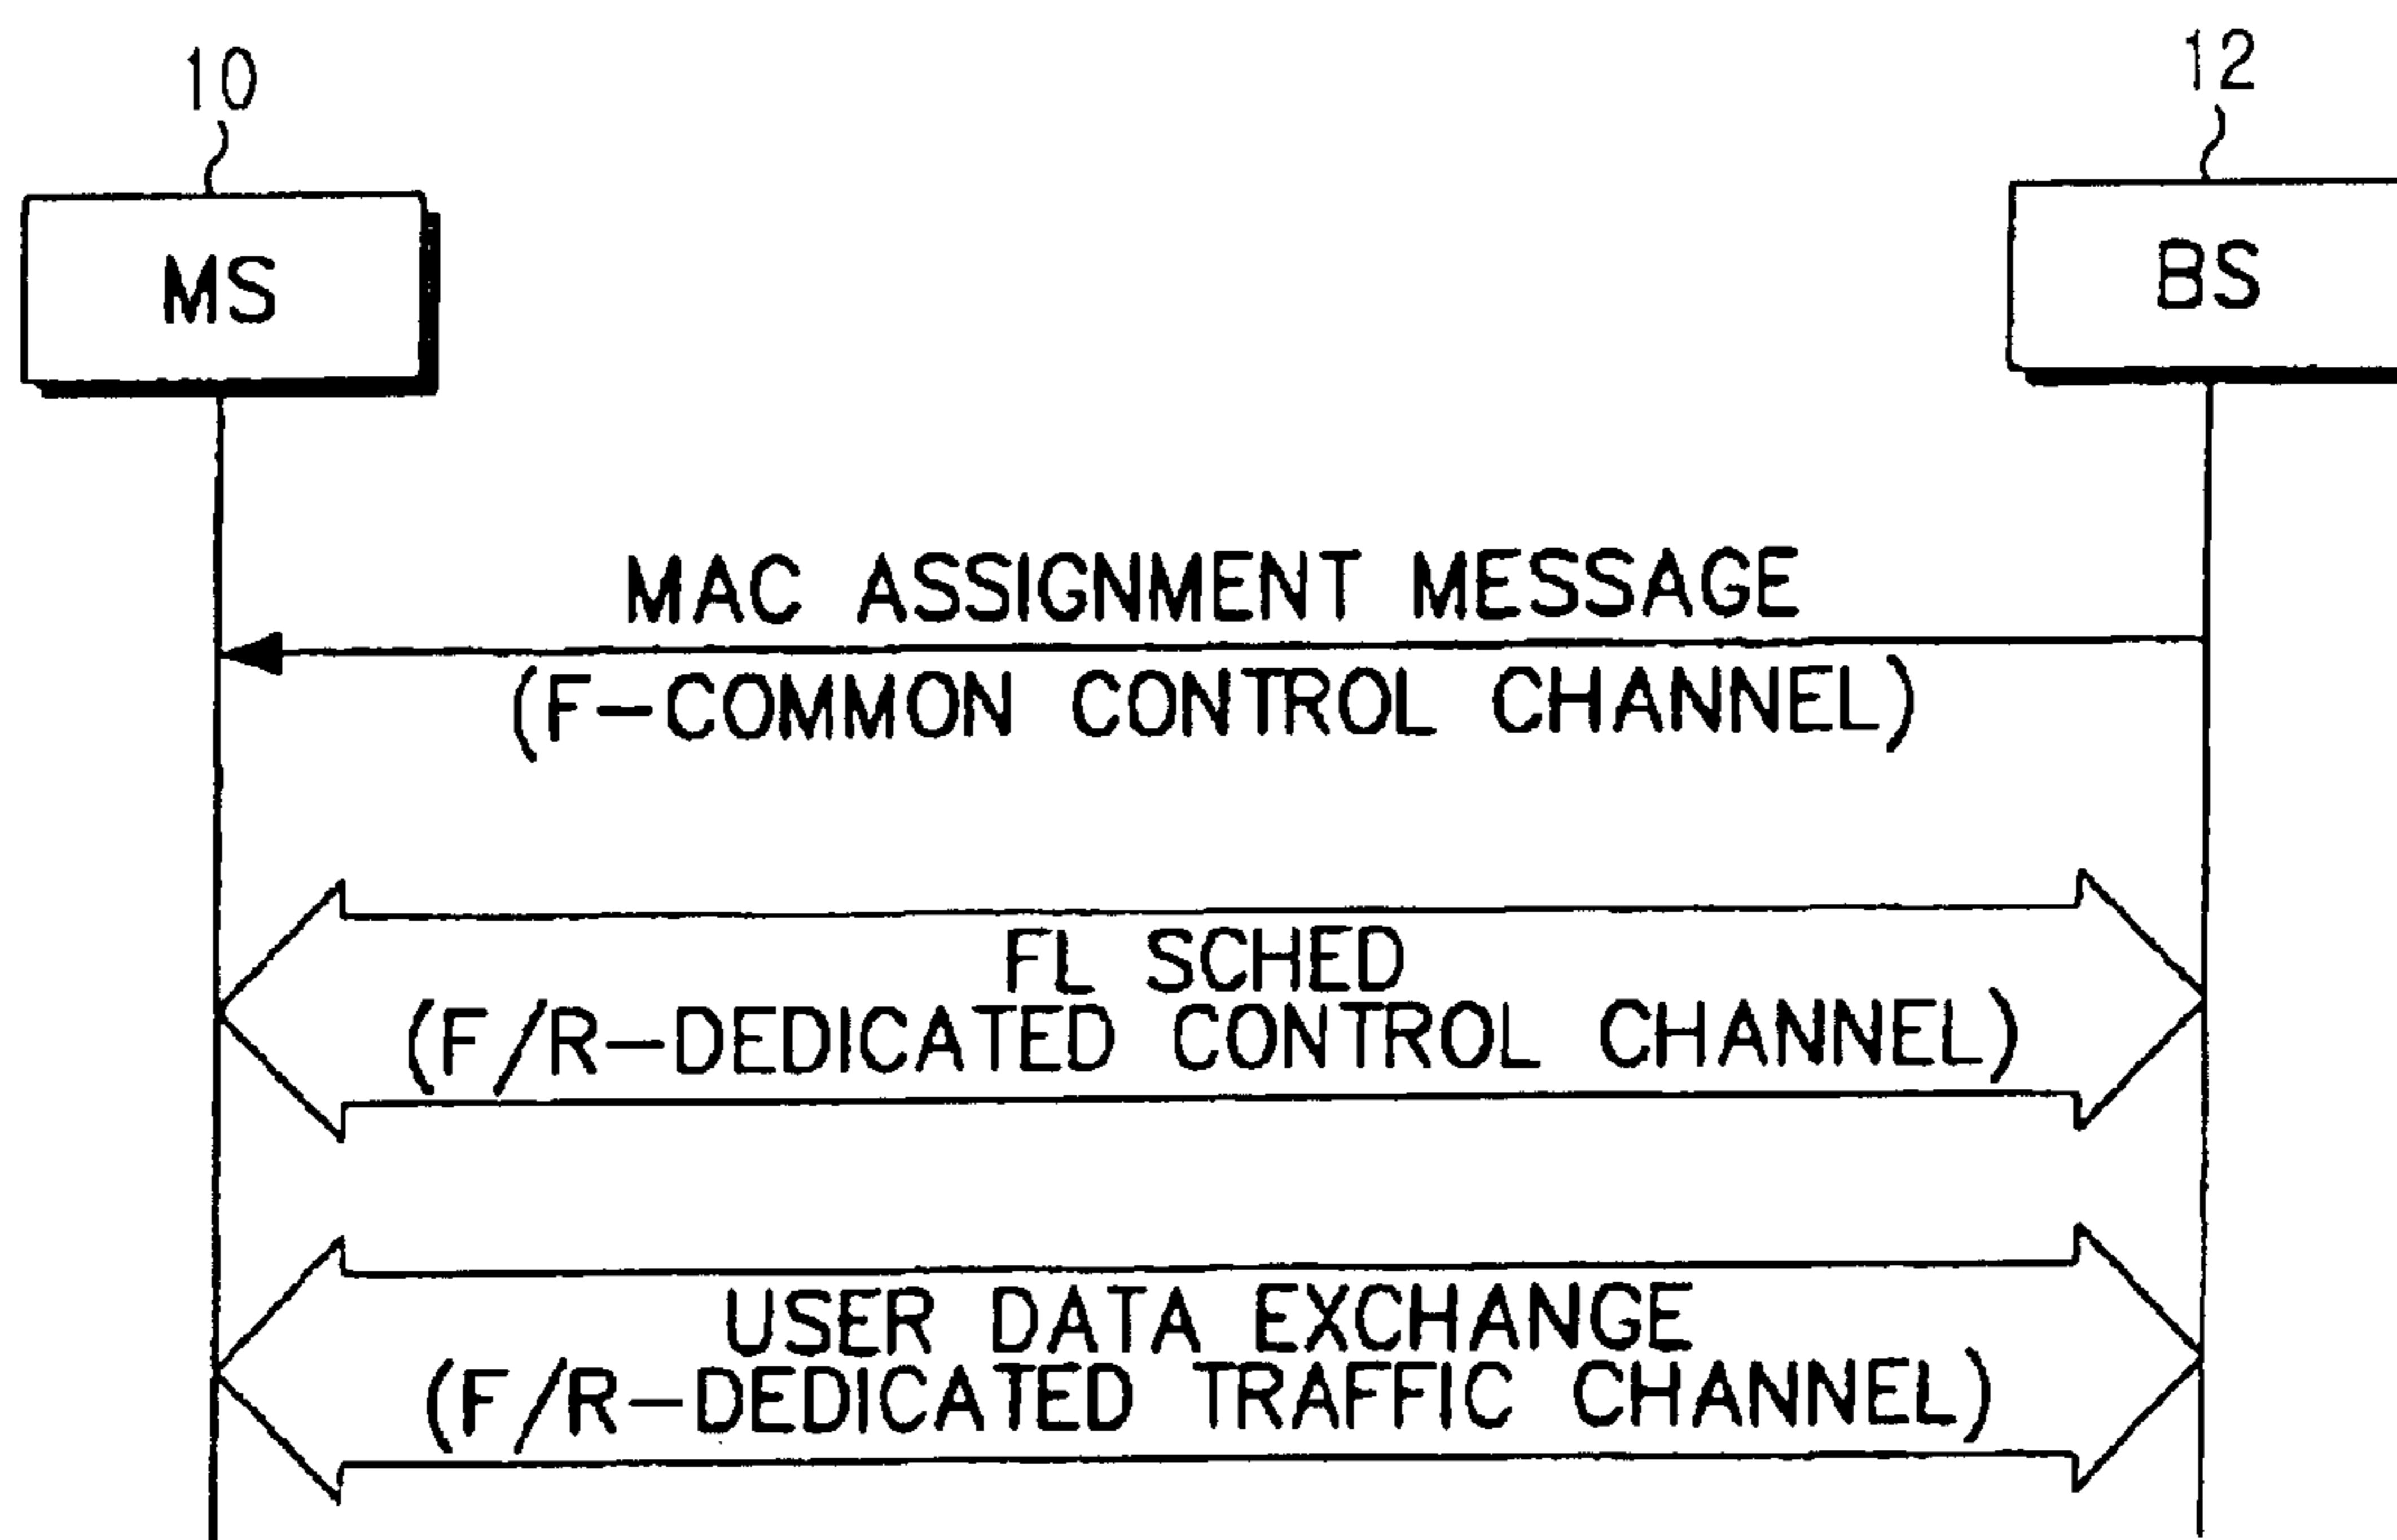 10
12
MS
BS
MAC ASSIGNMENT MESSAGE
(F-COMMON CONTROL CHANNEL)
FL SCHED
(F/R-DEDICATED CONTROL CHANNEL)
USER DATA EXCHANGE
(F/R-DEDICATED TRAFFIC CHANNEL)